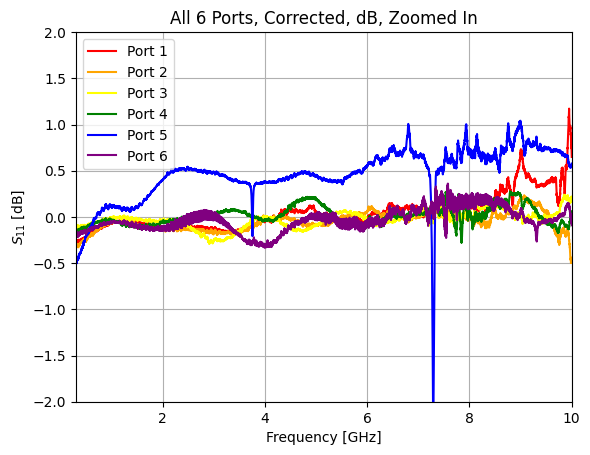 All 6 Ports, Corrected, dB, Zoomed In
2.0
1.5
1.0
0.5
0.0
−0.5
−1.0
−1.5
−2.0
S11 [dB]
Port 1
Port 2
Port 3
Port 4
Port 5
Port 6
2 4 6 8 10
Frequency [GHz]